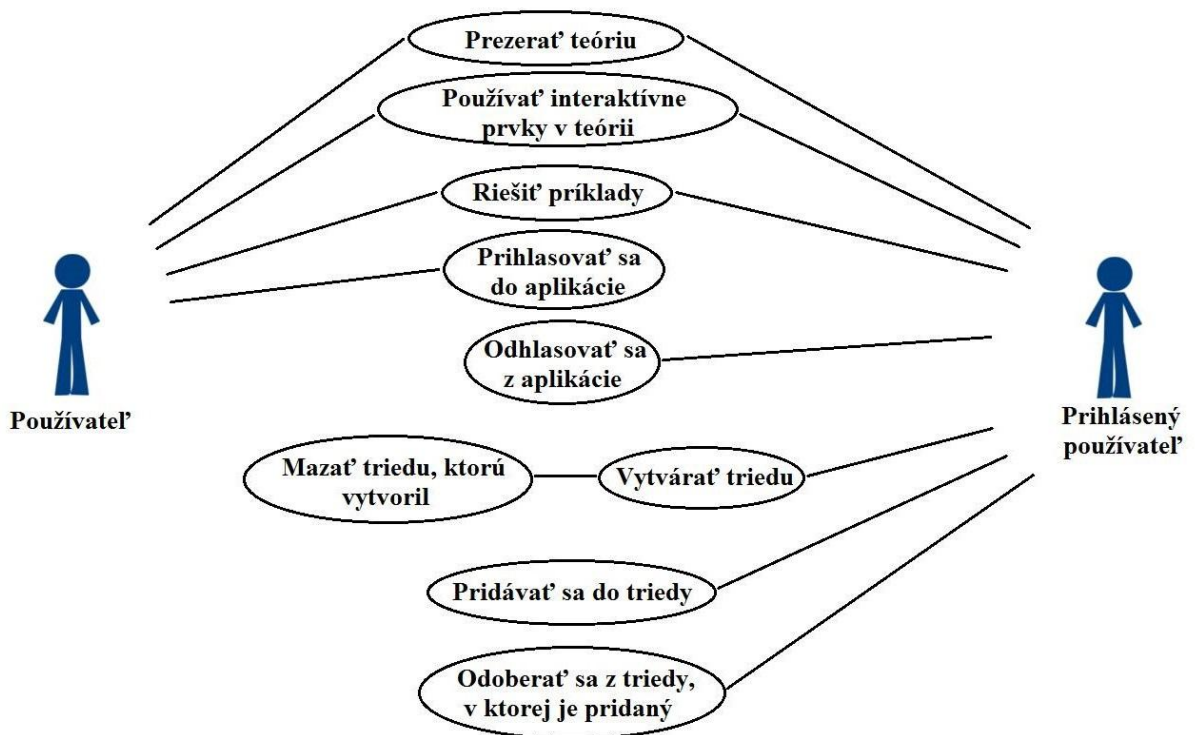 Prezerať teóriu
Používať interaktívne
prvky v teórii
Riešiť príklady
Prihlasovať sa
do aplikácie
Odhlasovať sa
z aplikácie
Používateľ
Prihlásený
používateľ
Mazať triedu, ktorú
vytvoril
Vytvárať triedu
Pridávať sa do triedy
Odoberať sa z triedy,
v ktorej je pridaný